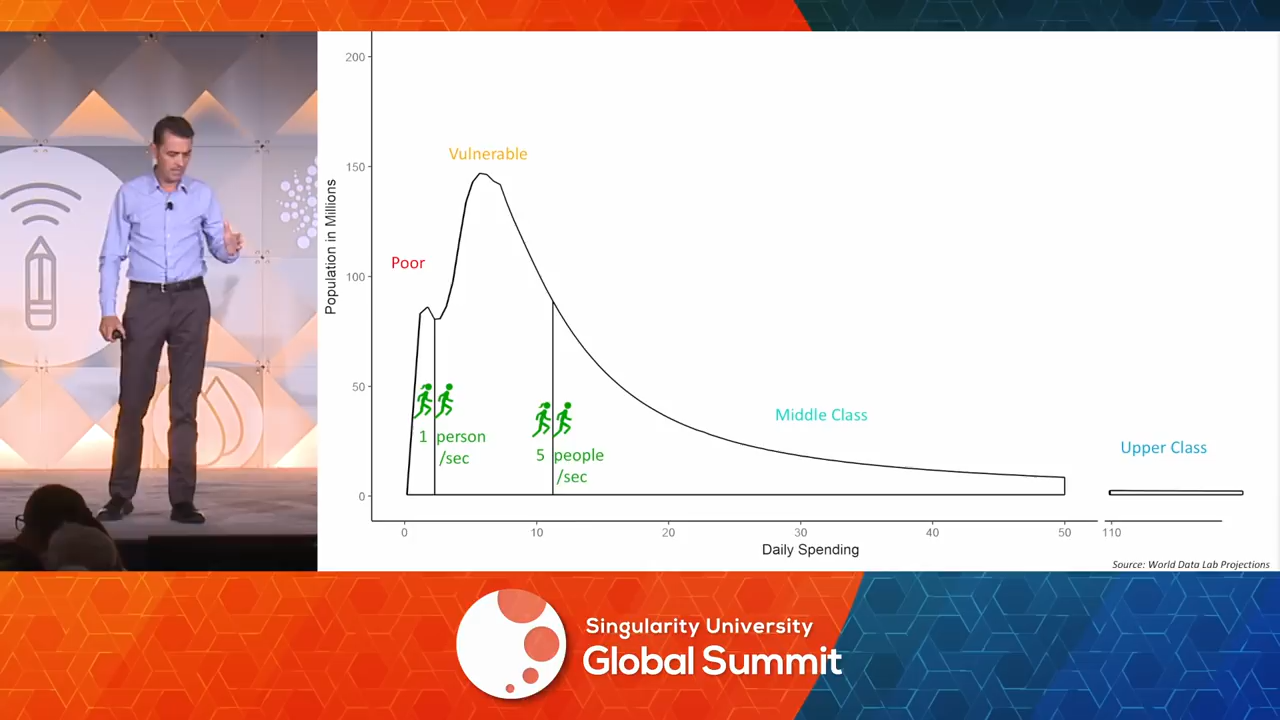 200
150
100
50
0
Population in Millions
Vulnerable
Poor
Middle Class
Upper Class
1 person
/sec
5 people
/sec
0 10 20 30 40 50 110
Daily Spending
Source: World Data Lab Projections
Singularity University
Global Summit